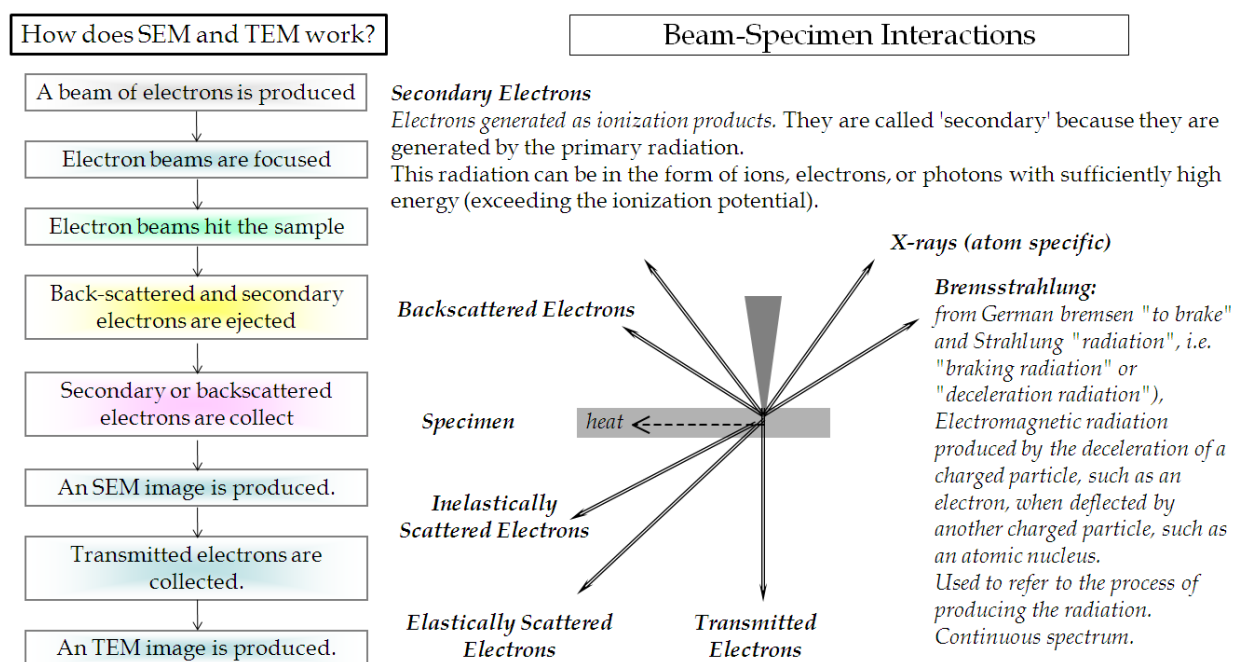 How does SEM and TEM work?
A beam of electrons is produced
Electron beams are focused
Electron beams hit the sample
Back-scattered and secondary
electrons are ejected
Secondary or backscattered
electrons are collect
An SEM image is produced.
Transmitted electrons are
collected.
An TEM image is produced.
Beam-Specimen Interactions
Secondary Electrons
Electrons generated as ionization products. They are called 'secondary' because they are
generated by the primary radiation.
This radiation can be in the form of ions, electrons, or photons with sufficiently high
energy (exceeding the ionization potential).
X-rays (atom specific)
Backscattered Electrons
Specimen
heat
Inelastically
Scattered Electrons
Elastically Scattered
Electrons
Transmitted
Electrons
Bremsstrahlung:
from German bremsen "to brake"
and Strahlung "radiation", i.e.
"braking radiation" or
"deceleration radiation"),
Electromagnetic radiation
produced by the deceleration of a
charged particle, such as an
electron, when deflected by
another charged particle, such as
an atomic nucleus.
Used to refer to the process of
producing the radiation.
Continuous spectrum.